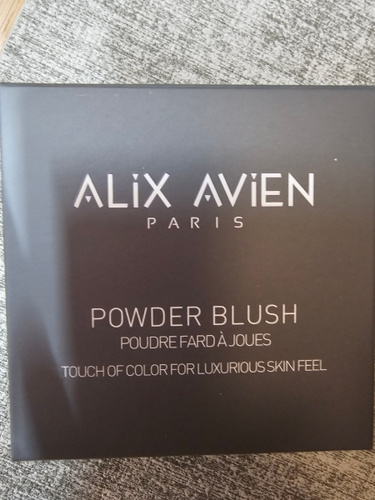 ALiX AViEN
PARIS
POWDER BLUSH
POUDRE FARD À JOUES
TOUCH OF COLOR FOR LUXURIOUS SKIN FEEL